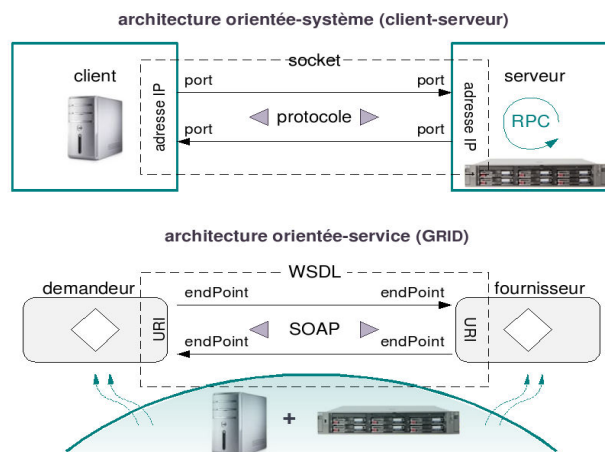 architecture orientée-système (client-serveur)
socket
client
serveur
port
port
adresse IP
adresse IP
protocole
RPC
port
port
architecture orientée-service (GRID)
WSDL
demandeur
fournisseur
endPoint
endPoint
URI
URI
SOAP
endPoint
endPoint
+